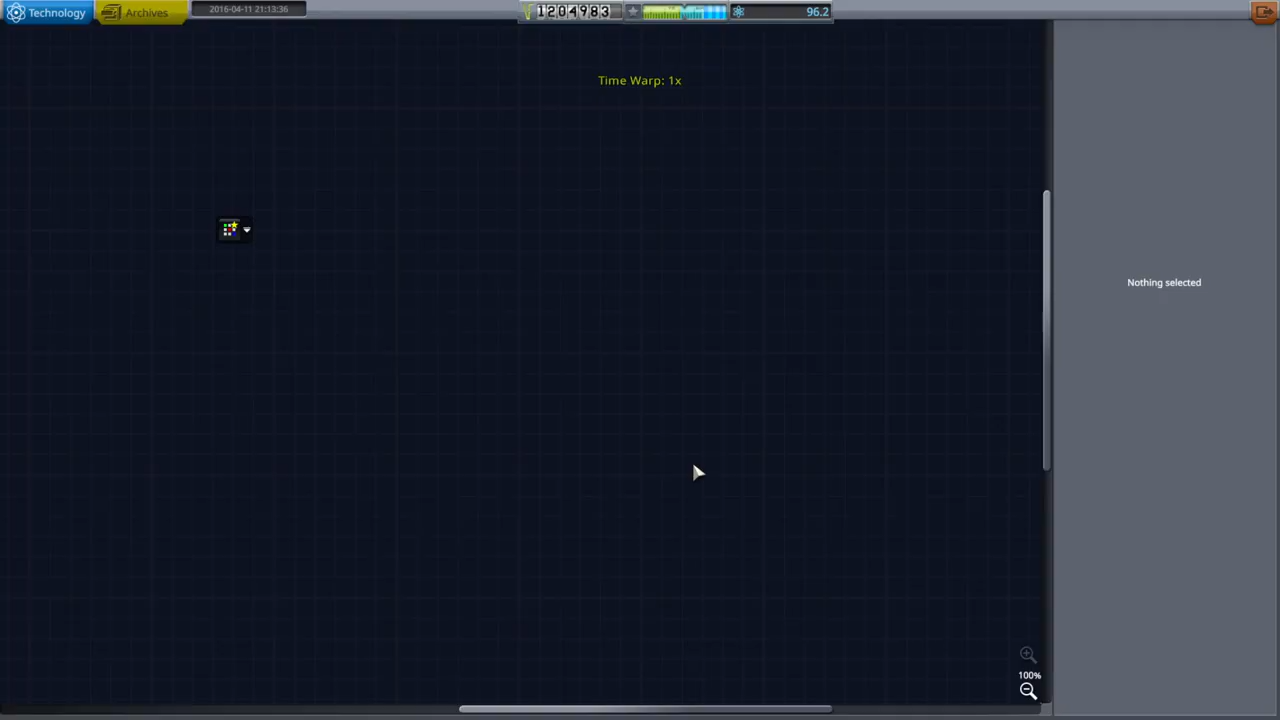 Technology
Archives
2016-04-11 21:13:36
1204983
96.2
Time Warp: 1x
Nothing selected
100%